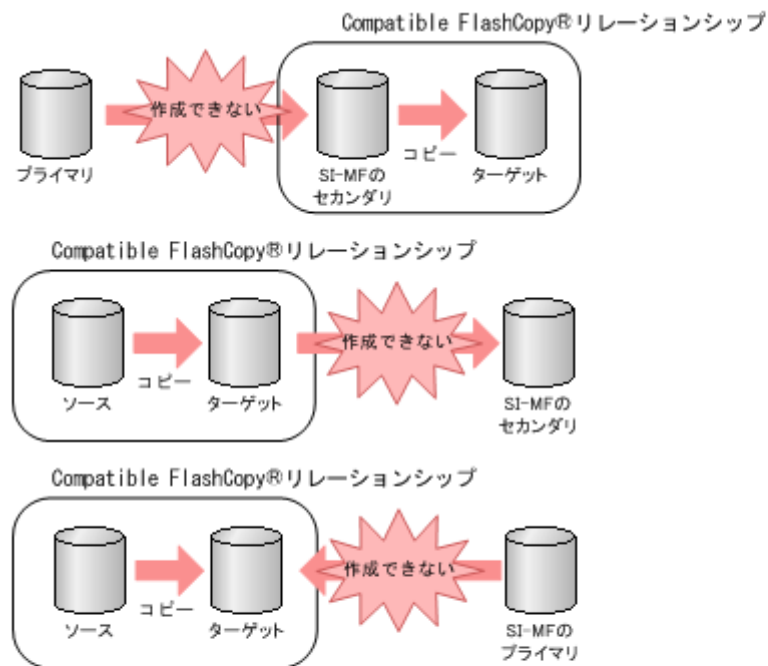 Compatible FlashCopy®リレーションシップ
作成できない
コピー
プライマリ
SI-MFの
セカンダリ
ターゲット
Compatible FlashCopy®リレーションシップ
作成できない
コピー
ソース
ターゲット
SI-MFの
セカンダリ
Compatible FlashCopy®リレーションシップ
作成できない
コピー
ソース
ターゲット
SI-MFの
プライマリ